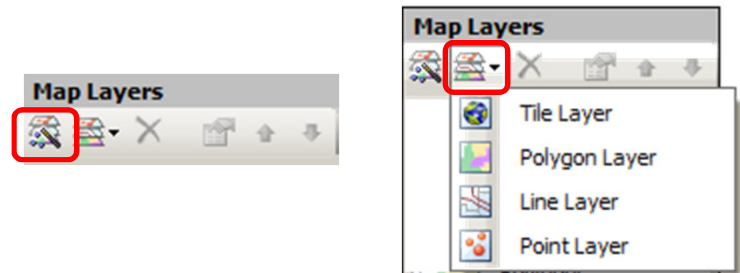 Map Layers
Map Layers
Tile Layer
Polygon Layer
Line Layer
Point Layer